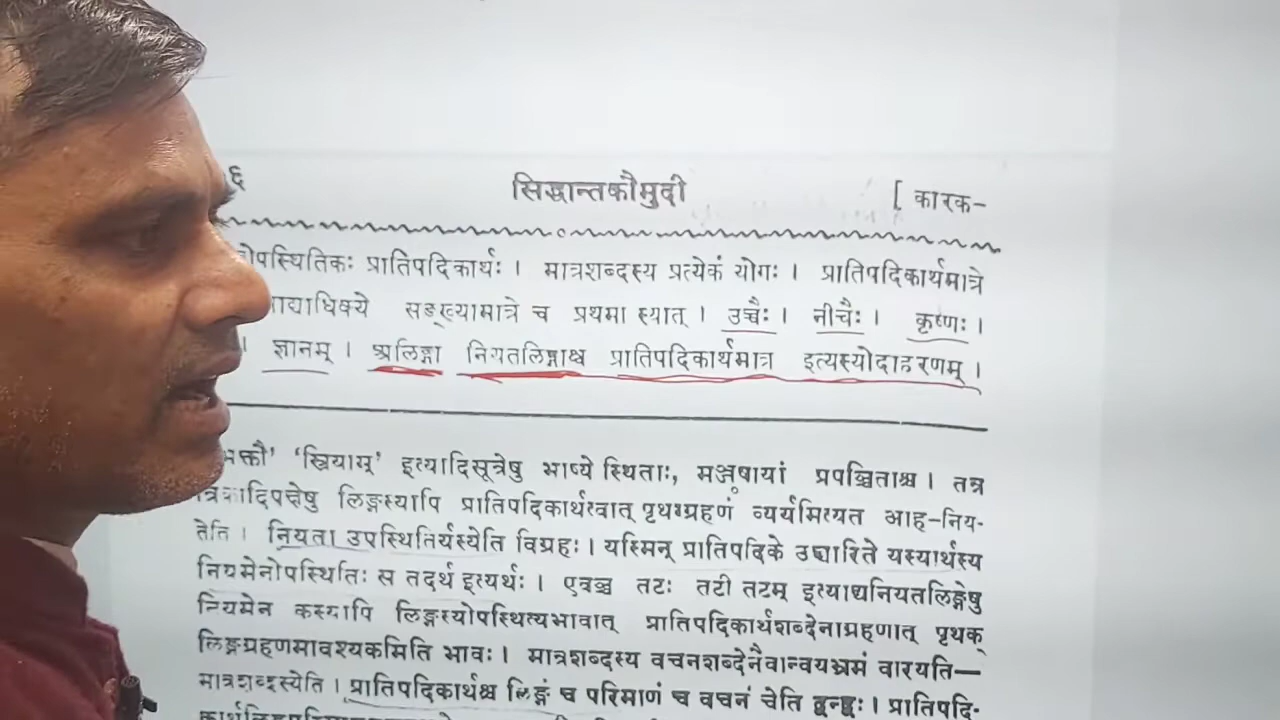 ६ सिद्धान्तकौमुदी [ कारक-
पस्थितिकः प्रातिपदिकार्थः । मात्रशब्दस्य प्रत्येकं योगः । प्रातिपदिकार्थमात्रे
द्याधिक्ये सङ्ख्यामात्रे च प्रथमा स्यात् । उच्चैः । नीचैः । कृष्णः ।
। ज्ञानम् । अलिङ्गा नियतलिङ्गाश्च प्रातिपदिकार्थमात्र इत्यस्योदाहरणम् ।
भक्तौ' 'स्त्रियाम्' इत्यादिसूत्रेषु भाष्ये स्थिताः, मञ्जूषायां प्रपञ्चिताश्च । तत्र
त्रिकादिपक्षेषु लिङ्गस्यापि प्रातिपदिकार्थत्वात् पृथग्ग्रहणं व्यर्थमित्यत आह-निय-
तेति । नियता उपस्थितिर्यस्येति विग्रहः । यस्मिन् प्रातिपदिके उच्चारिते यस्यार्थस्य
नियमेनोपस्थितिः स तदर्थ इत्यर्थः । एवञ्च तटः तटी तटम् इत्याद्यनियतलिङ्गेषु
नियमेन कस्यापि लिङ्गस्योपस्थित्यभावात् प्रातिपदिकार्थशब्देनाग्रहणात् पृथक्
लिङ्गग्रहणमावश्यकमिति भावः । मात्रशब्दस्य वचनशब्देनैवान्वयभ्रमं वारयति—
मात्रशब्दस्येति । प्रातिपदिकार्थश्च लिङ्गं च परिमाणं च वचनं चेति द्वन्द्वः । प्रातिपदि-